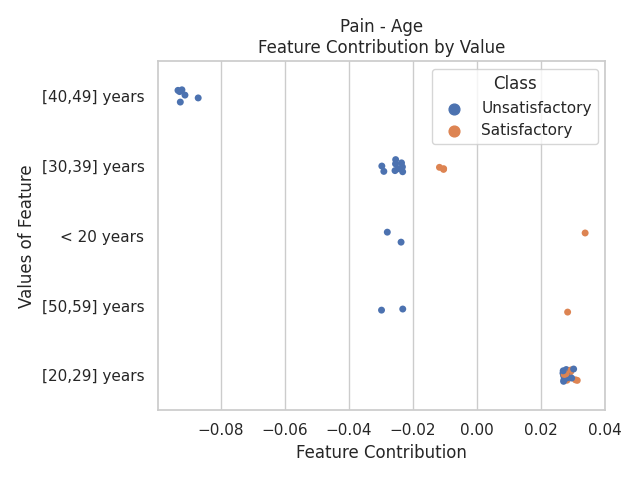 Pain - Age
Feature Contribution by Value
Class
Unsatisfactory
Satisfactory
Values of Feature
[40,49] years
[30,39] years
< 20 years
[50,59] years
[20,29] years
−0.08 −0.06 −0.04 −0.02 0.00 0.02 0.04
Feature Contribution